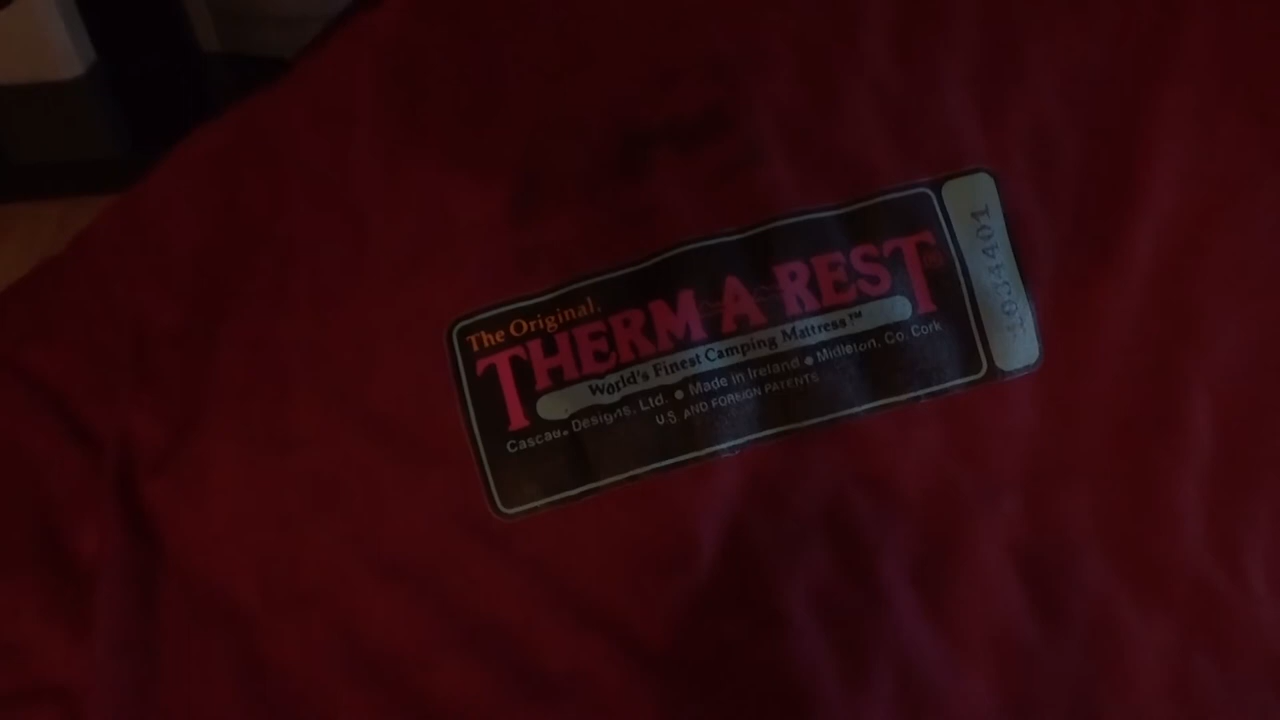 The Original.
THERM-A-REST®
World's Finest Camping Mattress™
Cascade Designs, Ltd. • Made in Ireland • Midleton, Co. Cork
U.S. AND FOREIGN PATENTS